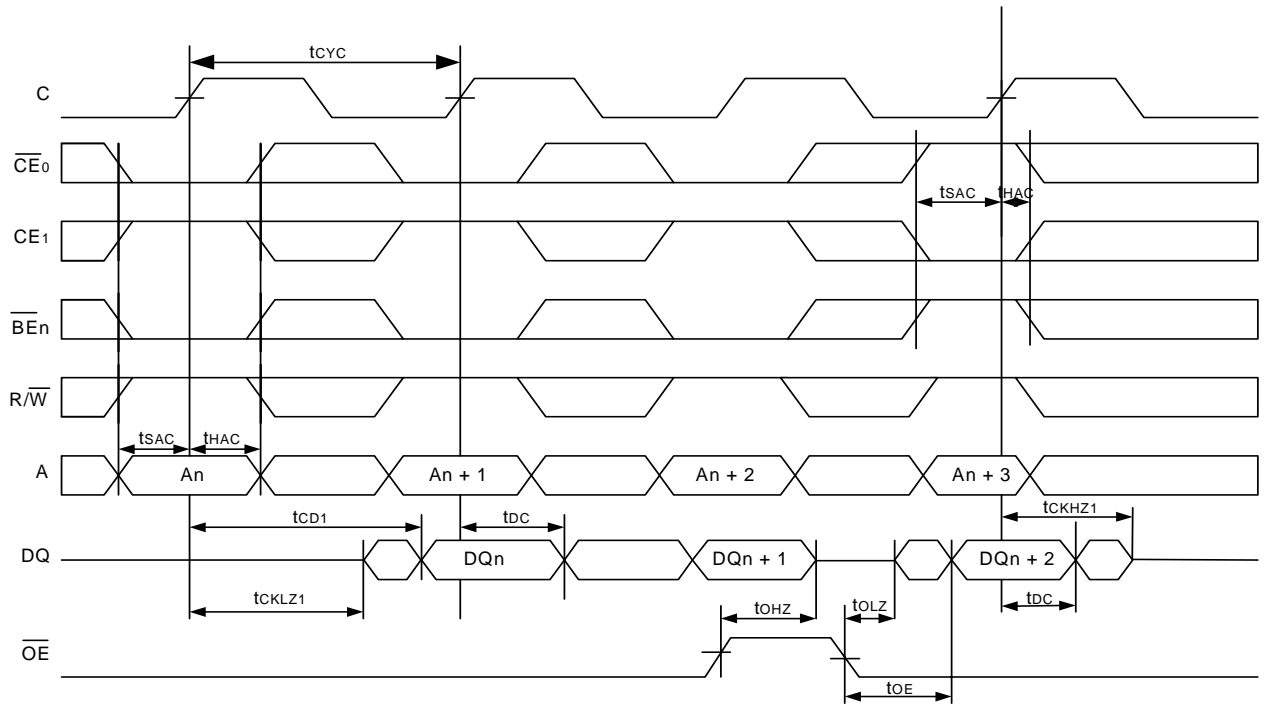 tCYC
C
CE0
tSAC tHAC
CE1
BEn
R/W
tSAC tHAC
A An An + 1 An + 2 An + 3
tCD1 tDC tCKHZ1
DQ DQn DQn + 1 DQn + 2
tCKLZ1 tOHZ tOLZ tDC
OE
tOE